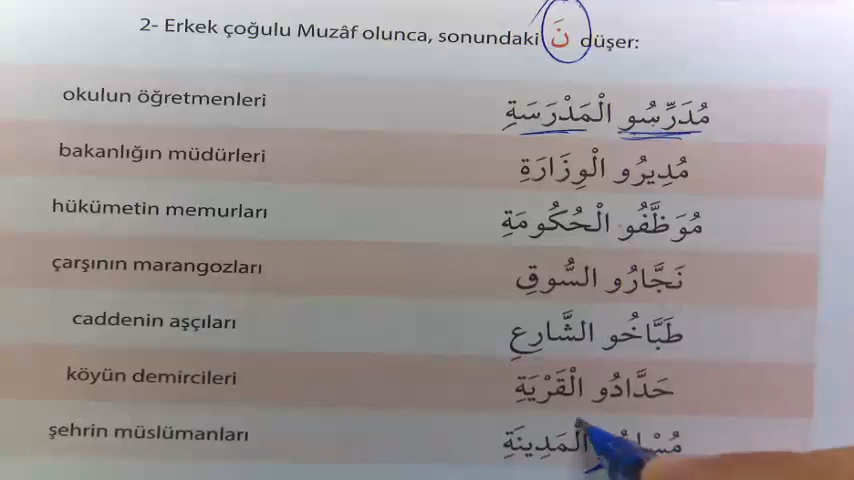 2- Erkek çoğulu Muzâf olunca, sonundaki نَ düşer:
okulun öğretmenleri مُدَرِّسُو الْمَدْرَسَةِ
bakanlığın müdürleri مُدِيرُو الْوِزَارَةِ
hükümetin memurları مُوَظَّفُو الْحُكُومَةِ
çarşının marangozları نَجَّارُو السُّوقِ
caddenin aşçıları طَبَّاخُو الشَّارِعِ
köyün demircileri حَدَّادُو الْقَرْيَةِ
şehrin müslümanları الْمَدِينَةِ